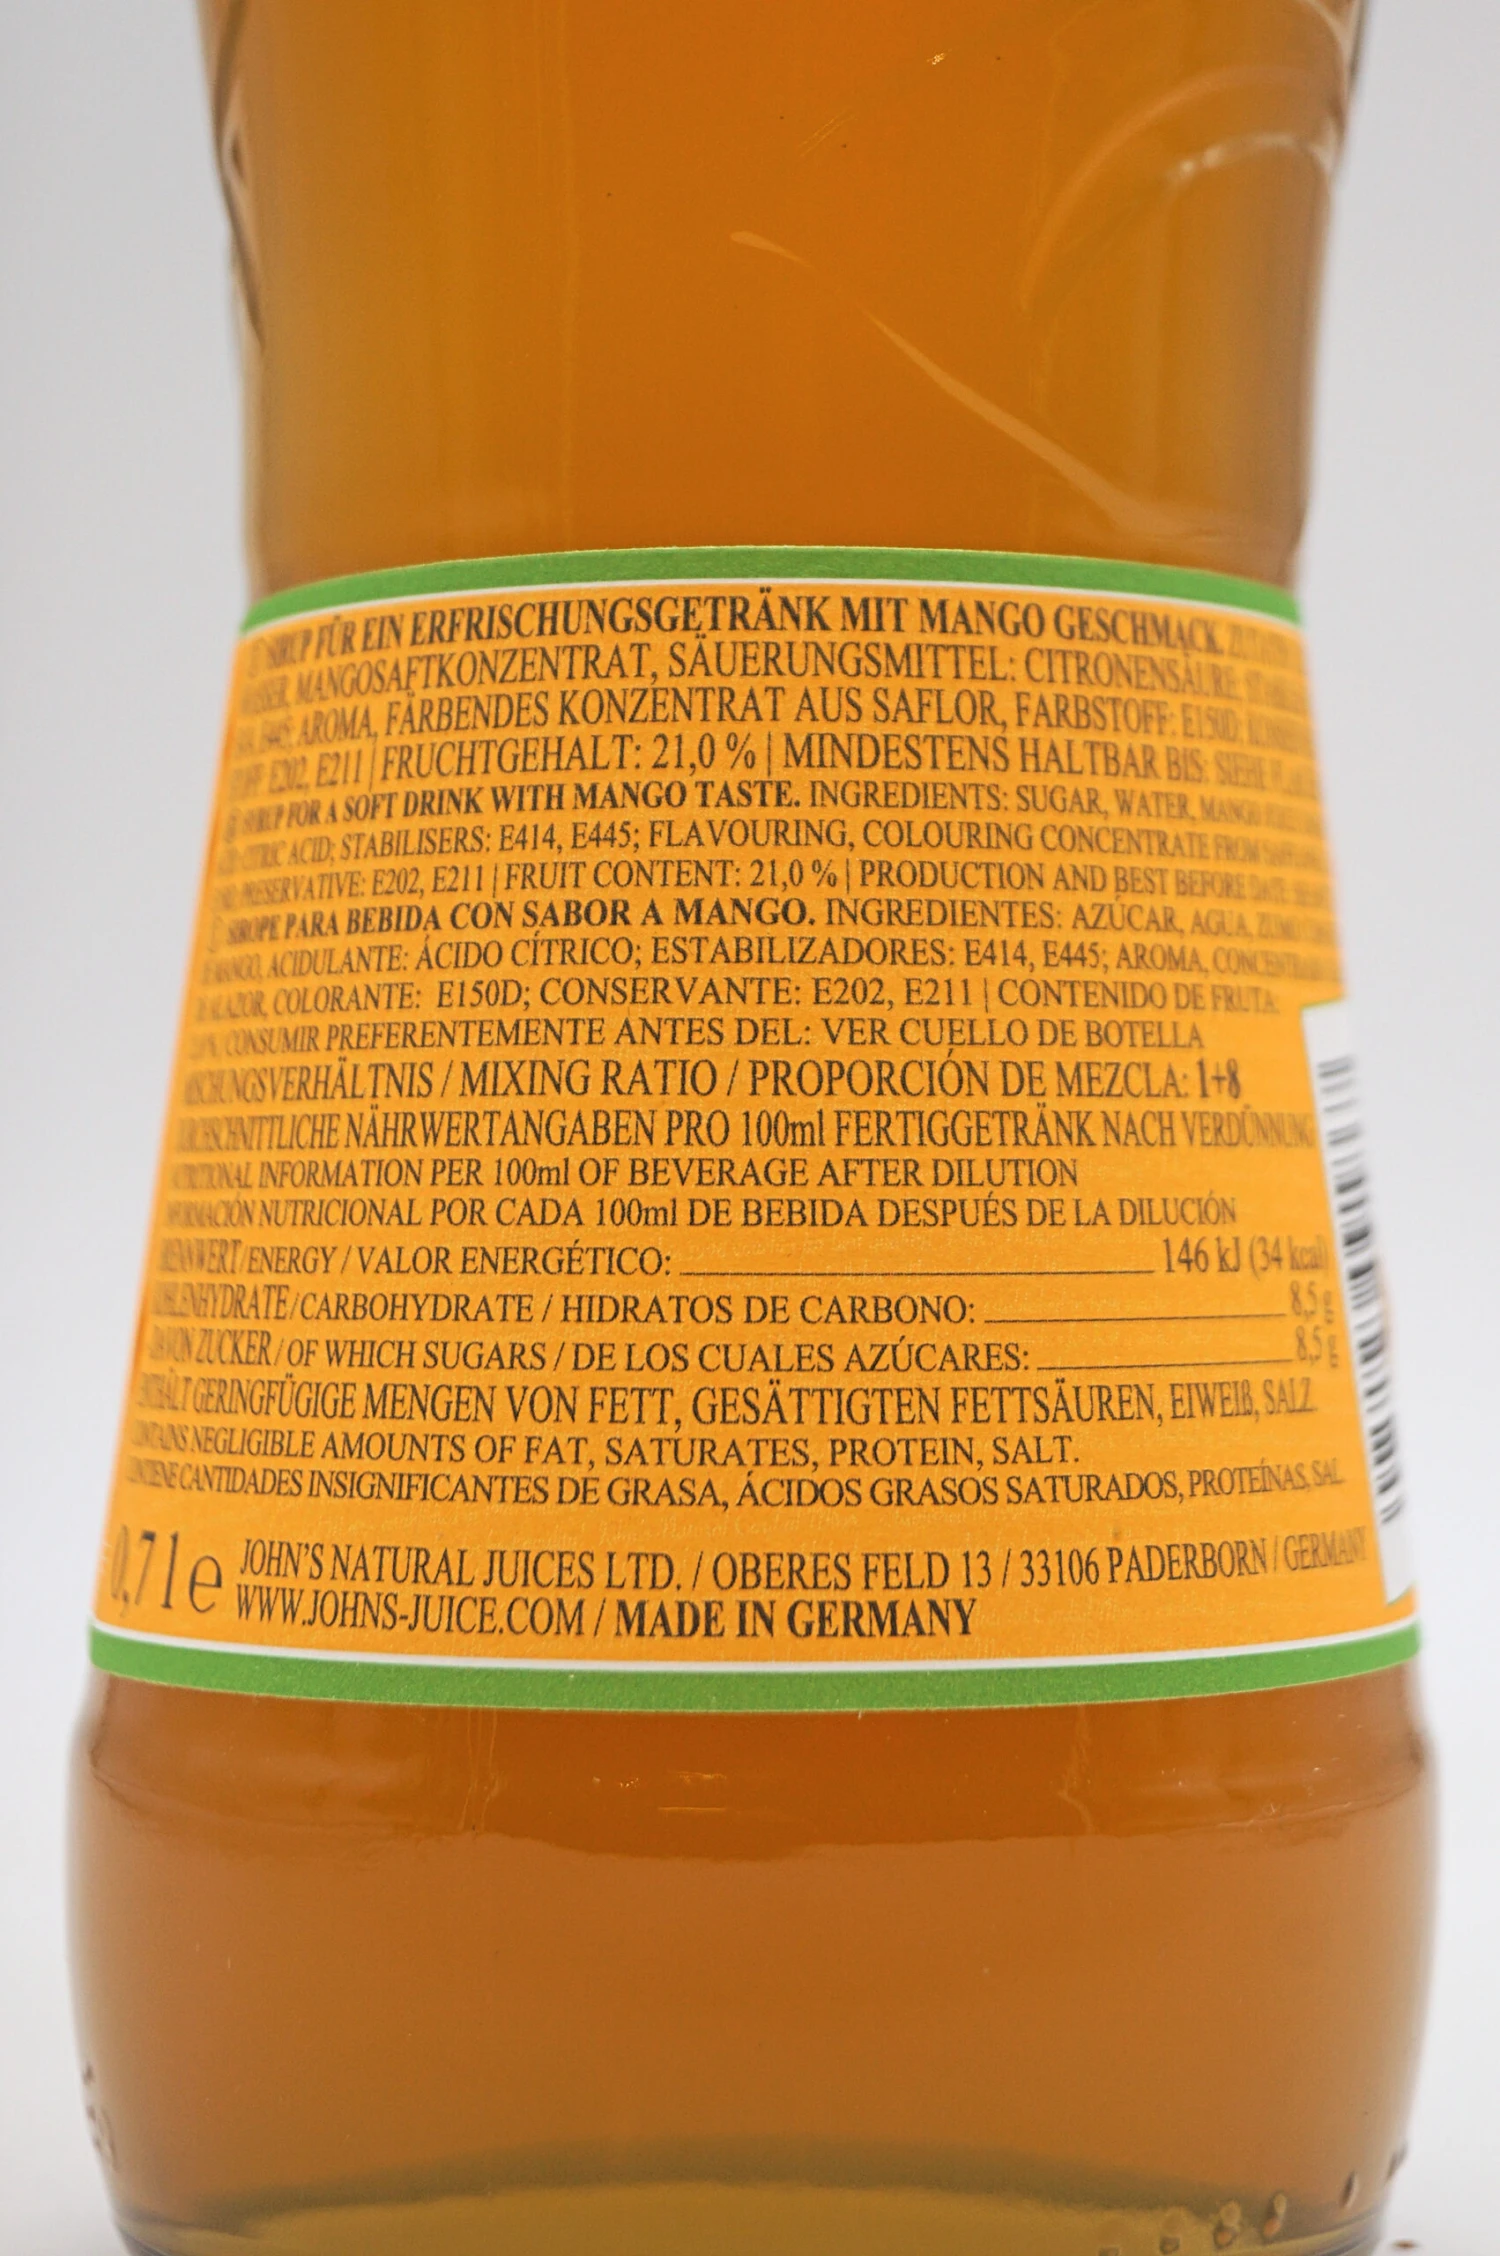 SIRUP FÜR EIN ERFRISCHUNGSGETRÄNK MIT MANGO GESCHMACK.
MANGOSAFTKONZENTRAT, SÄUERUNGSMITTEL: CITRONENSÄURE
E445; AROMA, FÄRBENDES KONZENTRAT AUS SAFLOR, FARBSTOFF: E150D;
E202, E211 | FRUCHTGEHALT: 21,0 % | MINDESTENS HALTBAR BIS: SIEHE
SYRUP FOR A SOFT DRINK WITH MANGO TASTE. INGREDIENTS: SUGAR, WATER, MANGO
CITRIC ACID; STABILISERS: E414, E445; FLAVOURING, COLOURING CONCENTRATE FROM
PRESERVATIVE: E202, E211 | FRUIT CONTENT: 21,0 % | PRODUCTION AND BEST BEFORE DATE:
SIROPE PARA BEBIDA CON SABOR A MANGO. INGREDIENTES: AZÚCAR, AGUA, ZUMO
MANGO, ACIDULANTE: ÁCIDO CÍTRICO; ESTABILIZADORES: E414, E445; AROMA,
ALAZOR, COLORANTE: E150D; CONSERVANTE: E202, E211 | CONTENIDO DE FRUTA:
CONSUMIR PREFERENTEMENTE ANTES DEL: VER CUELLO DE BOTELLA
MISCHUNGSVERHÄLTNIS / MIXING RATIO / PROPORCIÓN DE MEZCLA: 1+8
DURCHSCHNITTLICHE NÄHRWERTANGABEN PRO 100ml FERTIGGETRÄNK NACH VERDÜNNUNG
NUTRITIONAL INFORMATION PER 100ml OF BEVERAGE AFTER DILUTION
INFORMACIÓN NUTRICIONAL POR CADA 100ml DE BEBIDA DESPUÉS DE LA DILUCIÓN
BRENNWERT/ENERGY / VALOR ENERGÉTICO: 146 kJ (34 kcal)
KOHLENHYDRATE/CARBOHYDRATE / HIDRATOS DE CARBONO: 8,5 g
- DAVON ZUCKER / OF WHICH SUGARS / DE LOS CUALES AZÚCARES: 8,5 g
ENTHÄLT GERINGFÜGIGE MENGEN VON FETT, GESÄTTIGTEN FETTSÄUREN, EIWEIß, SALZ.
CONTAINS NEGLIGIBLE AMOUNTS OF FAT, SATURATES, PROTEIN, SALT.
CONTIENE CANTIDADES INSIGNIFICANTES DE GRASA, ÁCIDOS GRASOS SATURADOS, PROTEÍNAS, SAL.
0,7 l e JOHN'S NATURAL JUICES LTD. / OBERES FELD 13 / 33106 PADERBORN / GERMANY
WWW.JOHNS-JUICE.COM / MADE IN GERMANY